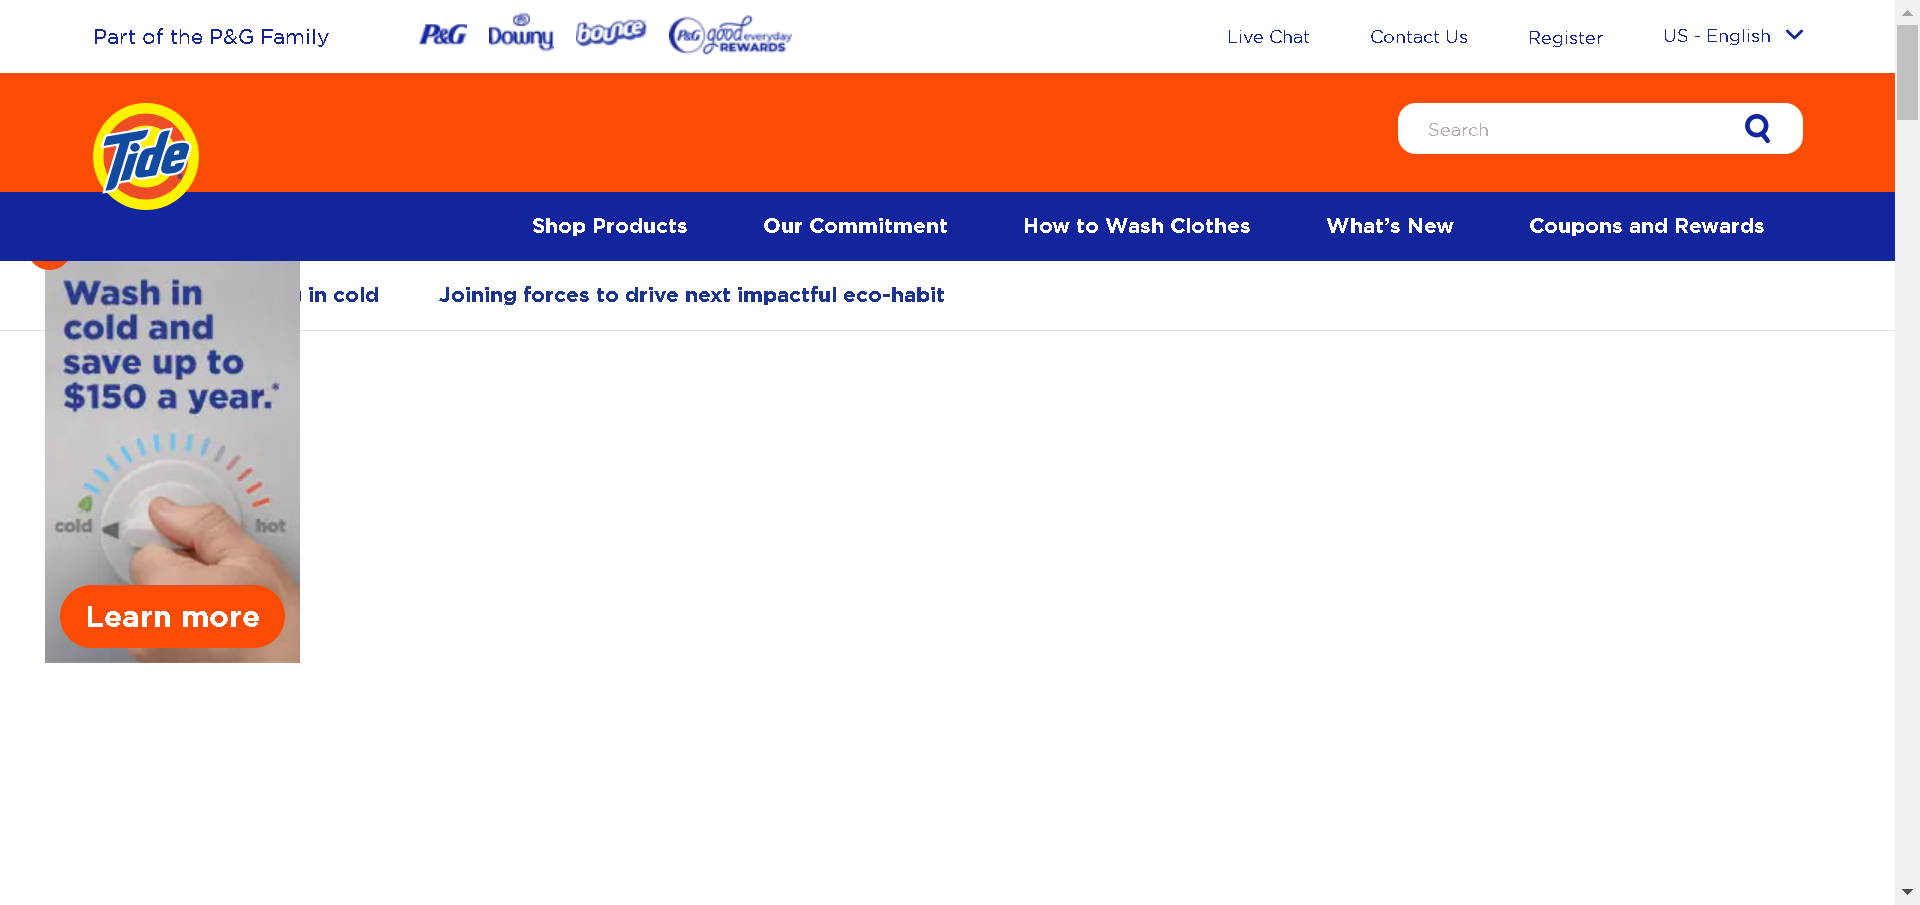 Part of the P&G Family
P&G
Downy
bounce
P&G good everyday REWARDS
Live Chat
Contact Us
Register
US - English
Tide
Search
Shop Products
Our Commitment
How to Wash Clothes
What’s New
Coupons and Rewards
in cold
Joining forces to drive next impactful eco-habit
Wash in
cold and
save up to
$150 a year.*
cold
hot
Learn more